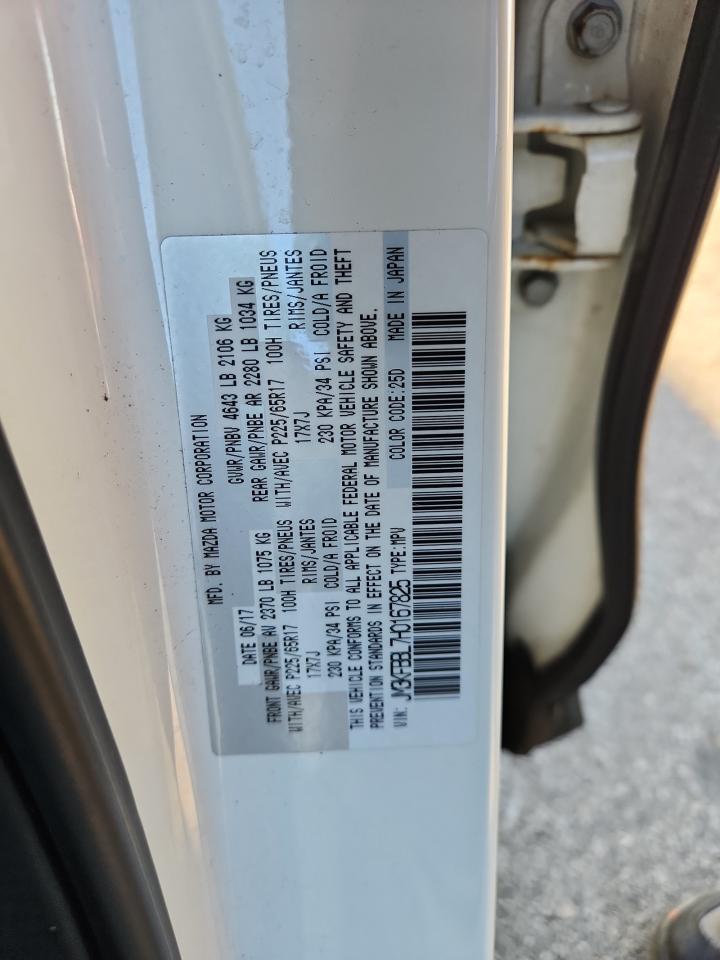 MFD. BY MAZDA MOTOR CORPORATION
DATE 06/17 GVWR/PNBV 4643 LB 2106 KG
FRONT GAWR/PNBE AV 2370 LB 1075 KG REAR GAWR/PNBE AR 2280 LB 1034 KG
WITH/AVEC P225/65R17 100H TIRES/PNEUS WITH/AVEC P225/65R17 100H TIRES/PNEUS
17X7J RIMS/JANTES 17X7J RIMS/JANTES
230 KPA/34 PSI COLD/A FROID 230 KPA/34 PSI COLD/A FROID
THIS VEHICLE CONFORMS TO ALL APPLICABLE FEDERAL MOTOR VEHICLE SAFETY AND THEFT
PREVENTION STANDARDS IN EFFECT ON THE DATE OF MANUFACTURE SHOWN ABOVE.
VIN: JM3KFBBL7H0167825 TYPE:MPV COLOR CODE:25D MADE IN JAPAN